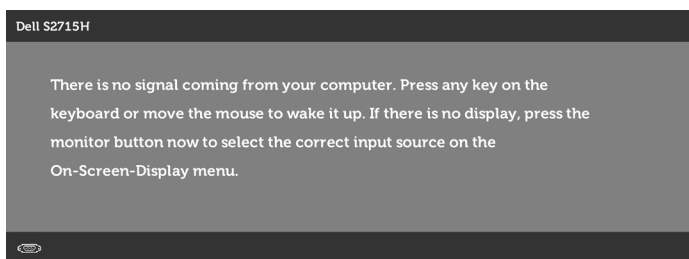 Dell S2715H
There is no signal coming from your computer. Press any key on the
keyboard or move the mouse to wake it up. If there is no display, press the
monitor button now to select the correct input source on the
On-Screen-Display menu.